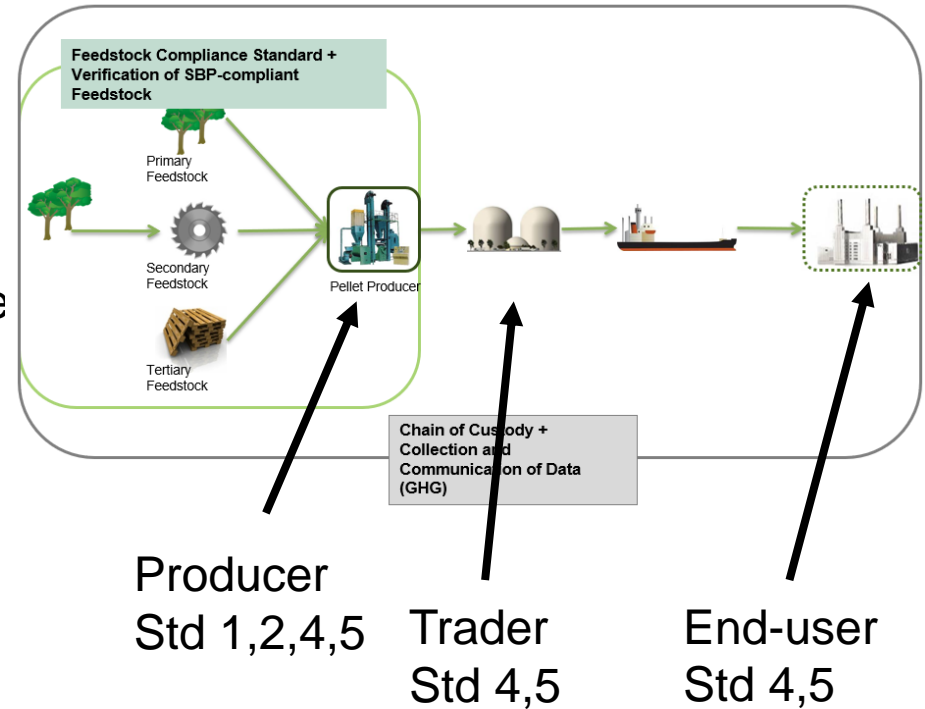 Feedstock Compliance Standard +
Verification of SBP-compliant
Feedstock
Primary
Feedstock
Secondary
Feedstock
Pellet Producer
e
Tertiary
Feedstock
Chain of Custody +
Collection and
Communication of Data
(GHG)
Producer
Std 1,2,4,5
Trader
Std 4,5
End-user
Std 4,5